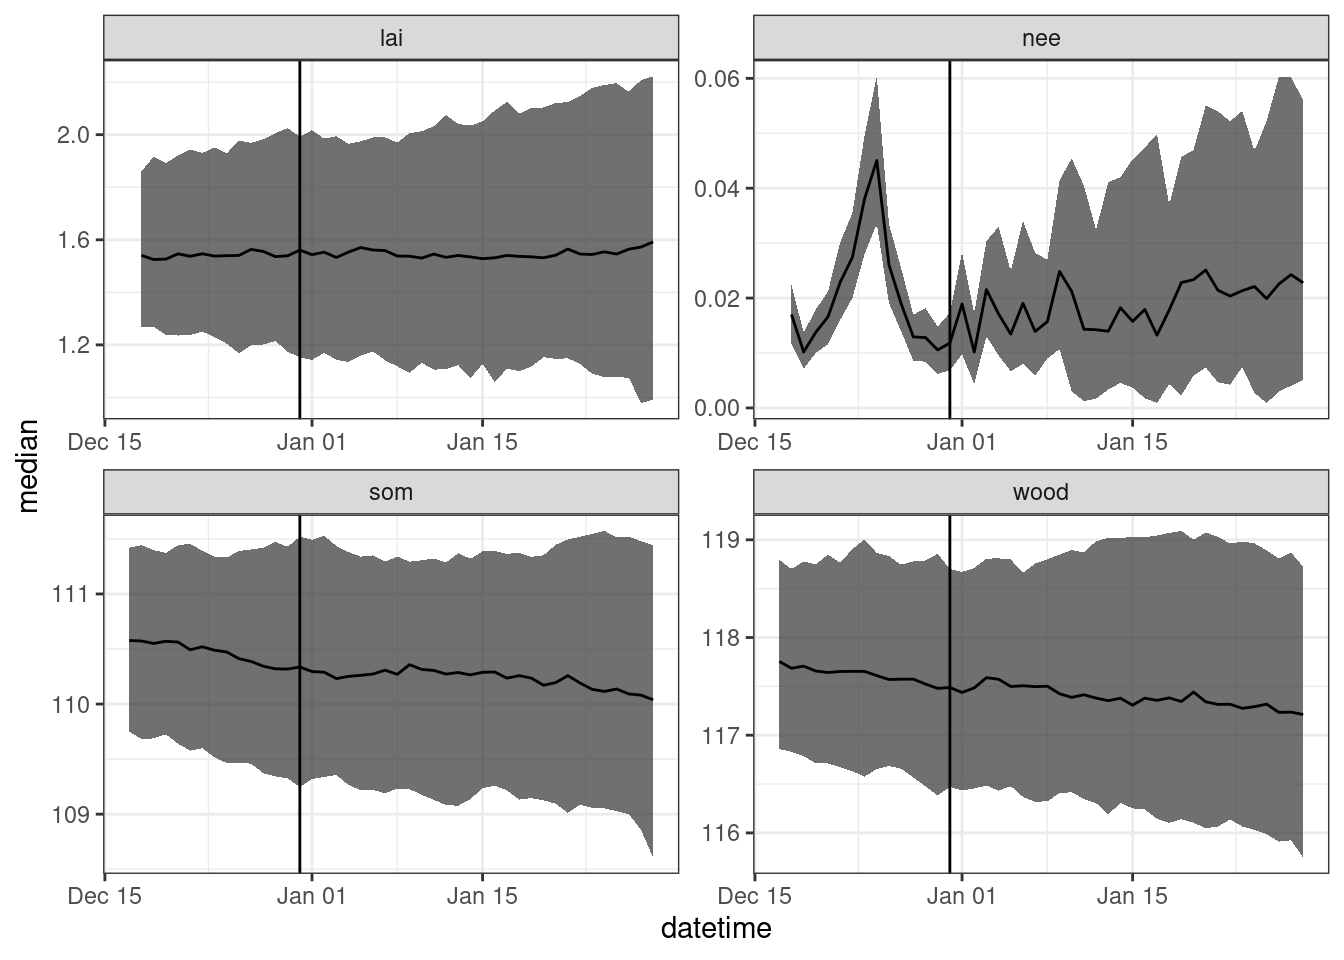 lai
nee
2.0
1.6
1.2
0.06
0.04
0.02
0.00
Dec 15 Jan 01 Jan 15
Dec 15 Jan 01 Jan 15
median
som
wood
111
110
109
119
118
117
116
Dec 15 Jan 01 Jan 15
Dec 15 Jan 01 Jan 15
datetime